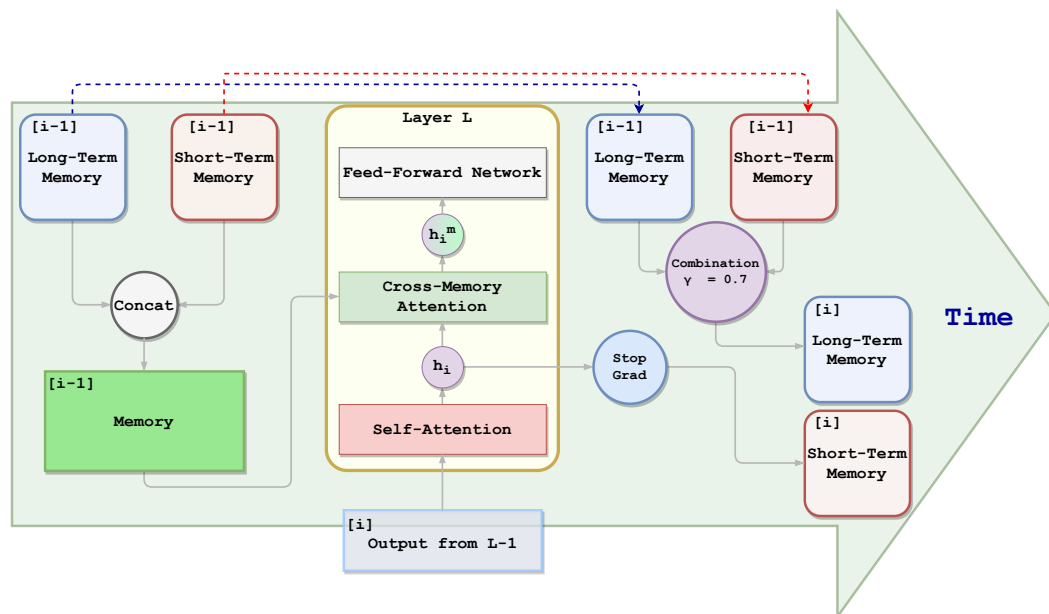 [i-1]
Long-Term
Memory
[i-1]
Short-Term
Memory
Concat
[i-1]
Memory
Layer L
Feed-Forward Network
hᵢᵐ
Cross-Memory
Attention
hᵢ
Self-Attention
[i]
Output from L-1
[i-1]
Long-Term
Memory
[i-1]
Short-Term
Memory
Combination
γ = 0.7
Stop
Grad
[i]
Long-Term
Memory
[i]
Short-Term
Memory
Time